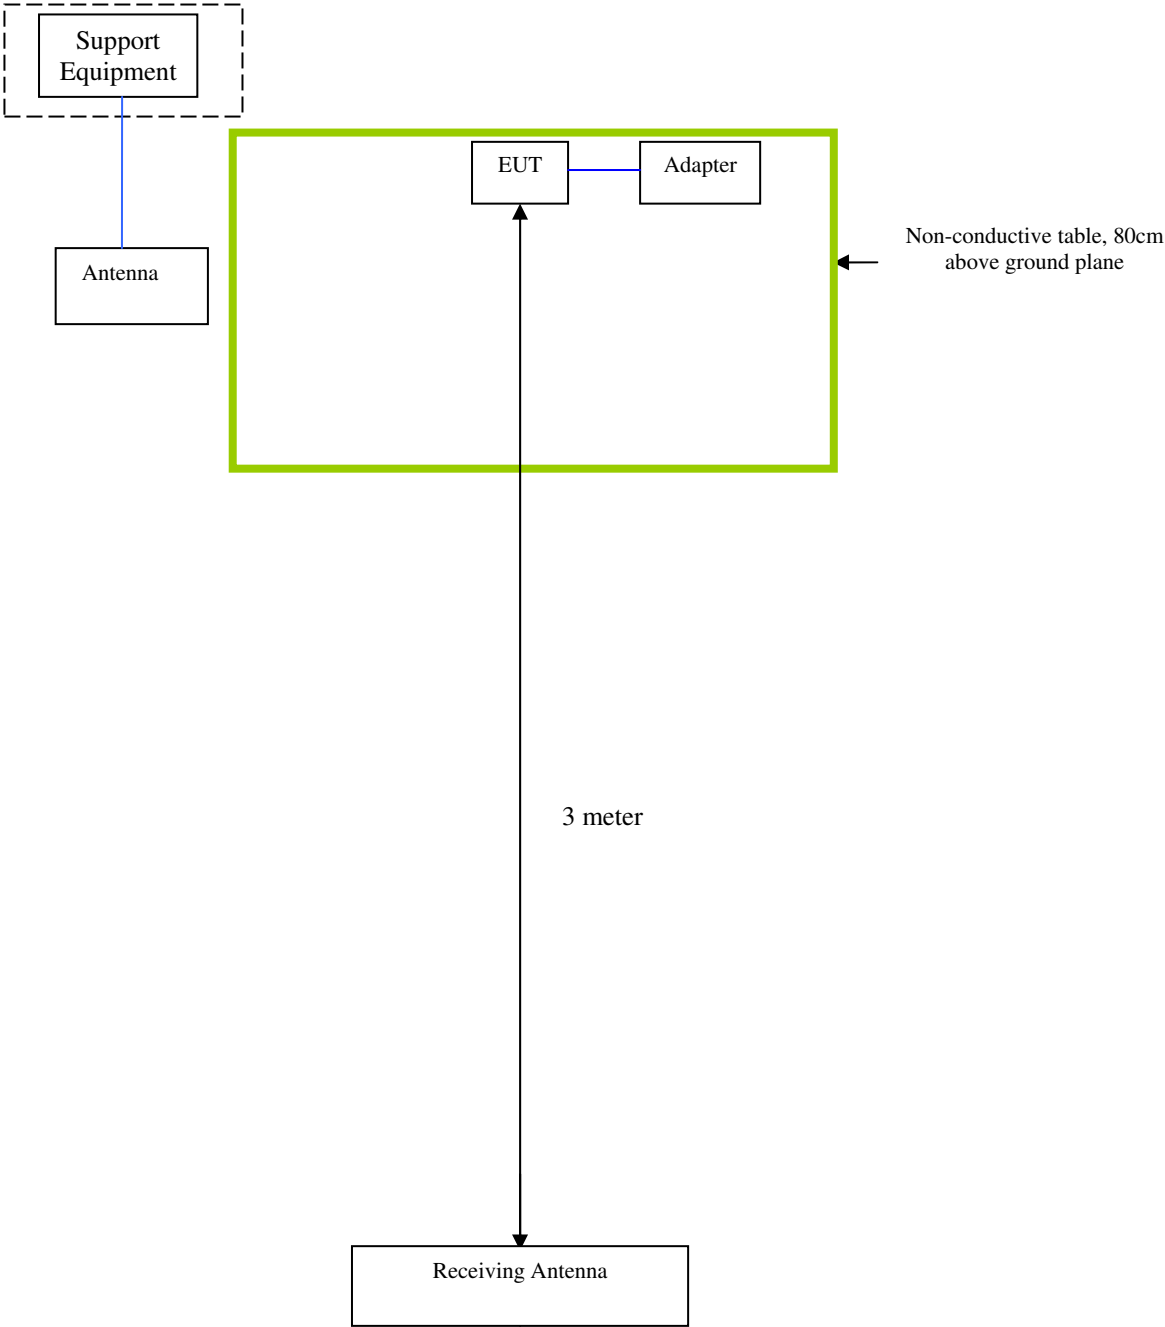 Support
Equipment
EUT
Adapter
Non-conductive table, 80cm
above ground plane
Antenna
3 meter
Receiving Antenna